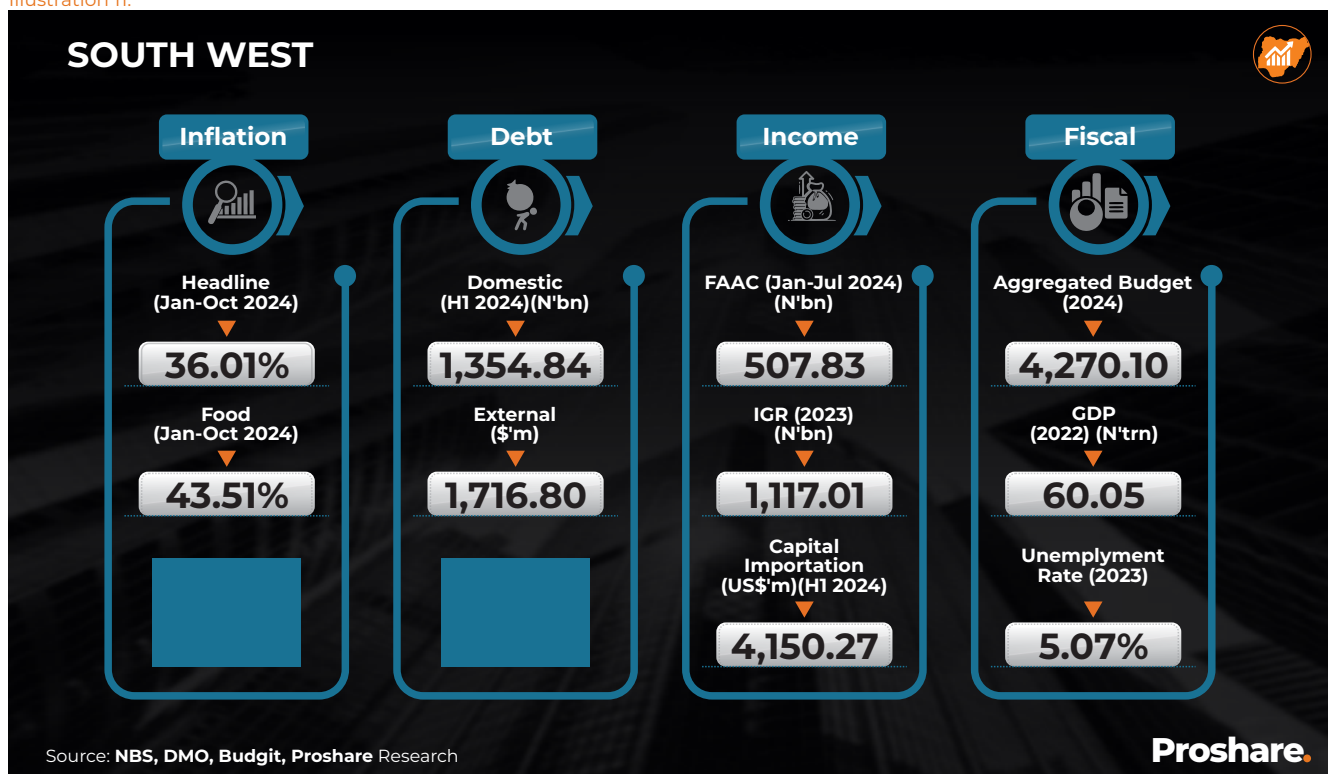 Illustration 11:
SOUTH WEST
Inflation
Headline
(Jan-Oct 2024)
36.01%
Food
(Jan-Oct 2024)
43.51%
Debt
Domestic
(H1 2024)(N'bn)
1,354.84
External
($'m)
1,716.80
Income
FAAC (Jan-Jul 2024)
(N'bn)
507.83
IGR (2023)
(N'bn)
1,117.01
Capital
Importation
(US$'m)(H1 2024)
4,150.27
Fiscal
Aggregated Budget
(2024)
4,270.10
GDP
(2022) (N'trn)
60.05
Unemplyment
Rate (2023)
5.07%
Source: NBS, DMO, Budgit, Proshare Research
Proshare.